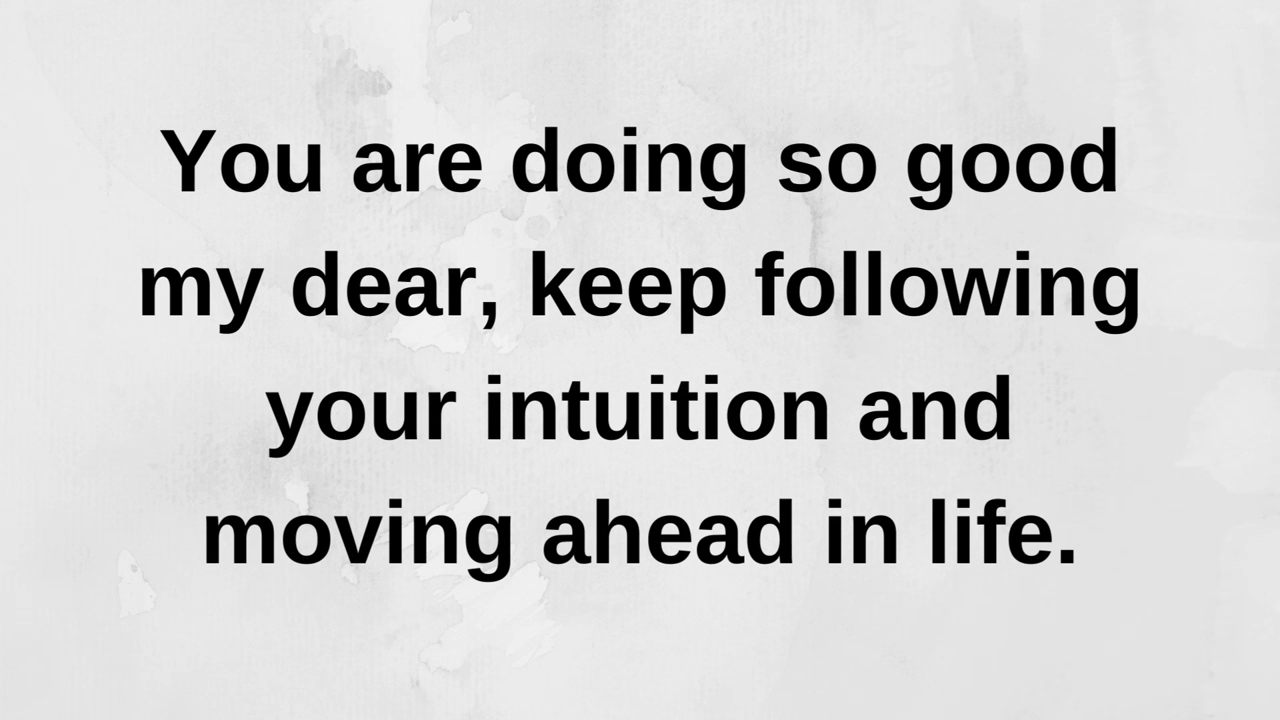 You are doing so good
my dear, keep following
your intuition and
moving ahead in life.